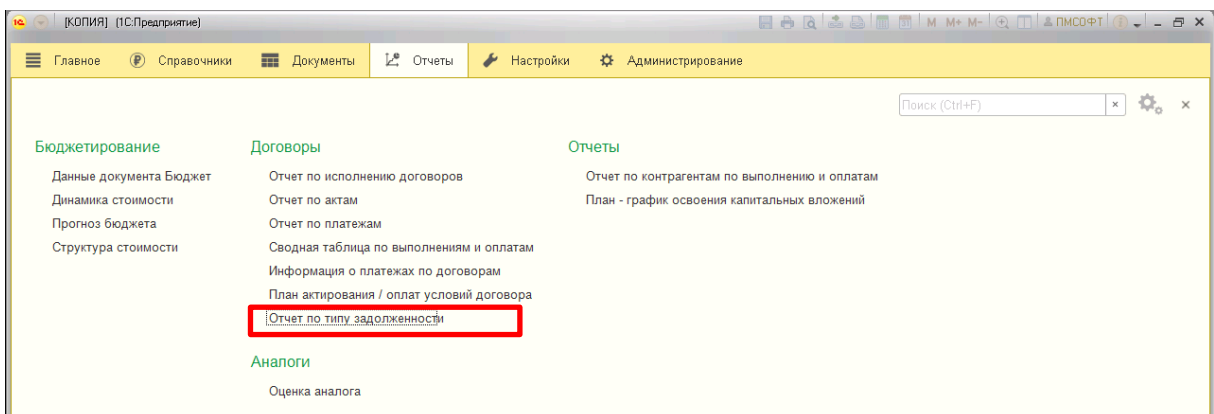 [КОПИЯ] (1С:Предприятие) M M+ M- ПМСОФТ
Главное Справочники Документы Отчеты Настройки Администрирование
Поиск (Ctrl+F)
Бюджетирование
Данные документа Бюджет
Динамика стоимости
Прогноз бюджета
Структура стоимости
Договоры
Отчет по исполнению договоров
Отчет по актам
Отчет по платежам
Сводная таблица по выполнениям и оплатам
Информация о платежах по договорам
План актирования / оплат условий договора
Отчет по типу задолженности
Аналоги
Оценка аналога
Отчеты
Отчет по контрагентам по выполнению и оплатам
План - график освоения капитальных вложений